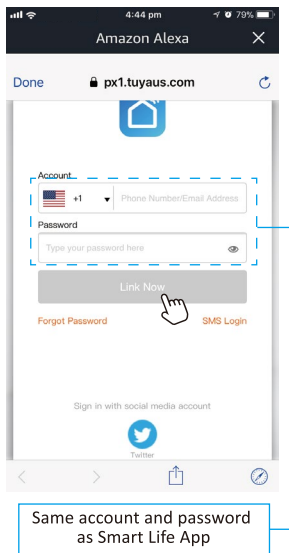 4:44 pm
79%
Amazon Alexa
Done
px1.tuyaus.com
Account
+1
Phone Number/Email Address
Password
Type your password here
Link Now
Forgot Password
SMS Login
Sign in with social media account
Twitter
Same account and password
as Smart Life App